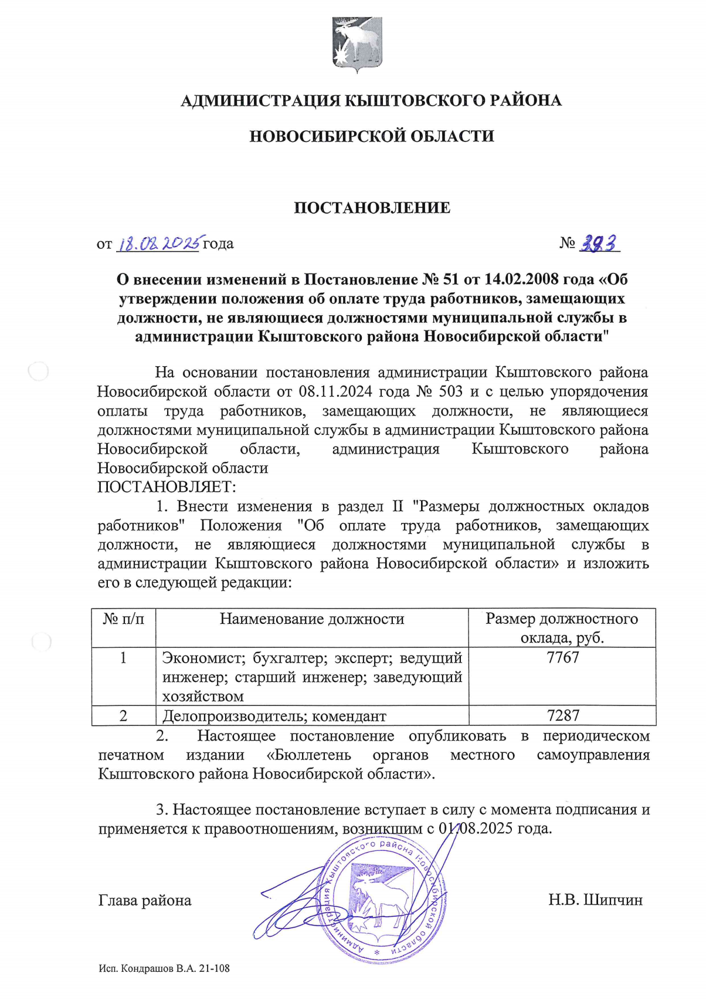 АДМИНИСТРАЦИЯ КЫШТОВСКОГО РАЙОНА
НОВОСИБИРСКОЙ ОБЛАСТИ
ПОСТАНОВЛЕНИЕ
от 18.08.2025 года № 393
О внесении изменений в Постановление № 51 от 14.02.2008 года «Об
утверждении положения об оплате труда работников, замещающих
должности, не являющиеся должностями муниципальной службы в
администрации Кыштовского района Новосибирской области"
На основании постановления администрации Кыштовского района
Новосибирской области от 08.11.2024 года № 503 и с целью упорядочения
оплаты труда работников, замещающих должности, не являющиеся
должностями муниципальной службы в администрации Кыштовского района
Новосибирской области, администрация Кыштовского района
Новосибирской области
ПОСТАНОВЛЯЕТ:
1. Внести изменения в раздел II "Размеры должностных окладов
работников" Положения "Об оплате труда работников, замещающих
должности, не являющиеся должностями муниципальной службы в
администрации Кыштовского района Новосибирской области» и изложить
его в следующей редакции:
№ п/п Наименование должности Размер должностного
оклада, руб.
1 Экономист; бухгалтер; эксперт; ведущий 7767
инженер; старший инженер; заведующий
хозяйством
2 Делопроизводитель; комендант 7287
2. Настоящее постановление опубликовать в периодическом
печатном издании «Бюллетень органов местного самоуправления
Кыштовского района Новосибирской области».
3. Настоящее постановление вступает в силу с момента подписания и
применяется к правоотношениям, возникшим с 01.08.2025 года.
Глава района Н.В. Шипчин
Администрация Кыштовского района Новосибирской области *
Исп. Кондрашов В.А. 21-108